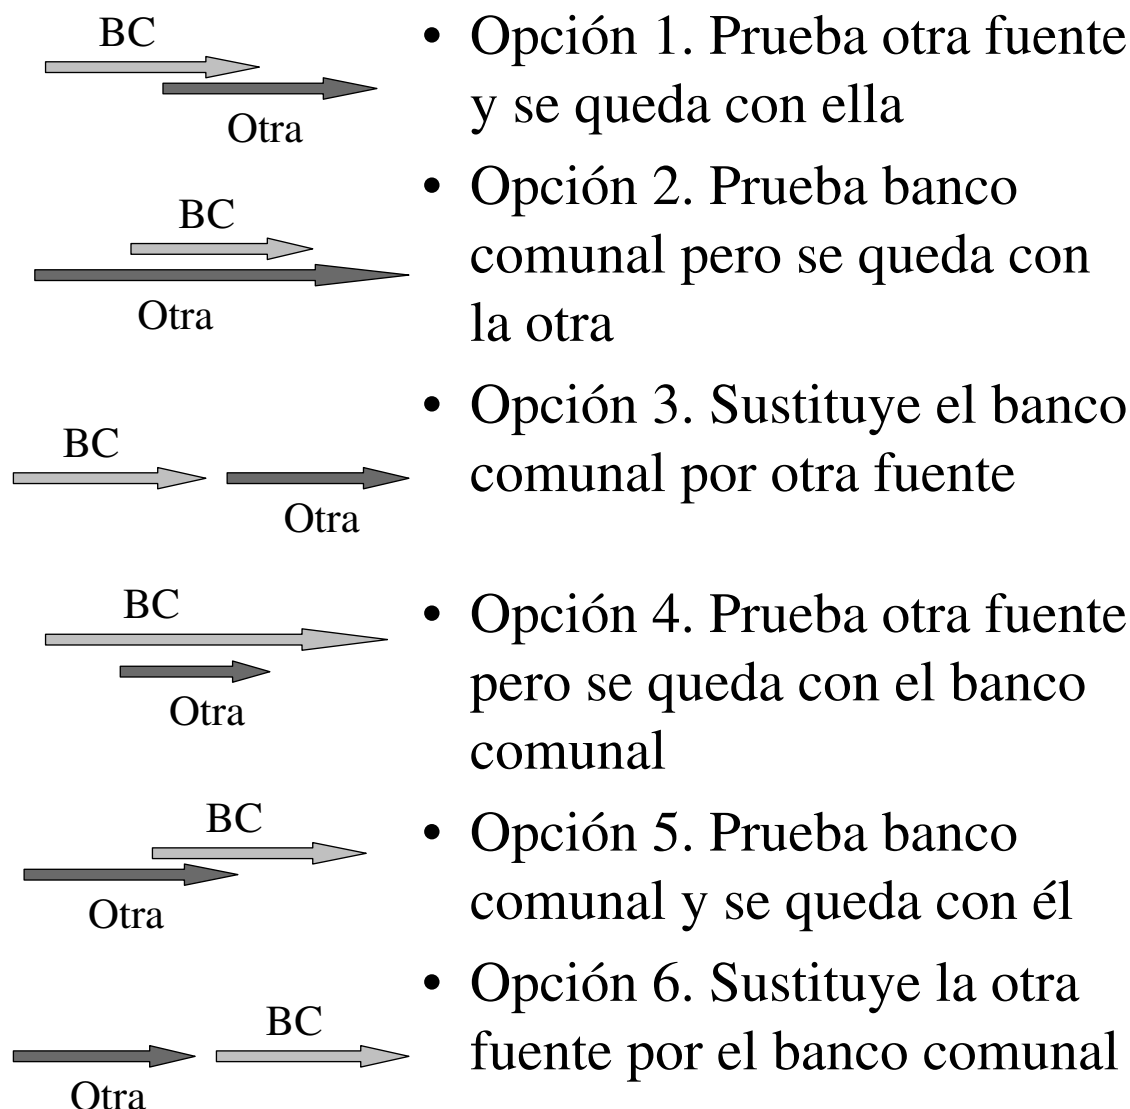 BC
Otra
• Opción 1. Prueba otra fuente
y se queda con ella
BC
Otra
• Opción 2. Prueba banco
comunal pero se queda con
la otra
BC
Otra
• Opción 3. Sustituye el banco
comunal por otra fuente
BC
Otra
• Opción 4. Prueba otra fuente
pero se queda con el banco
comunal
BC
Otra
• Opción 5. Prueba banco
comunal y se queda con él
BC
Otra
• Opción 6. Sustituye la otra
fuente por el banco comunal